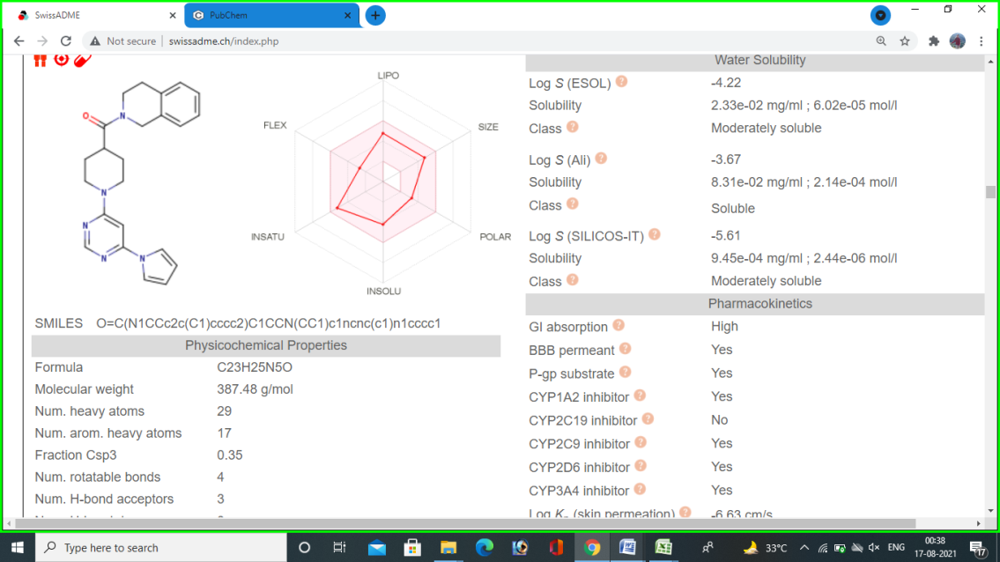 SwissADME
PubChem
Not secure | swissadme.ch/index.php
O
N
N
N
N
N
LIPO
FLEX
SIZE
INSATU
POLAR
INSOLU
SMILES O=C(N1CCc2c(C1)cccc2)C1CCN(CC1)c1ncnc(c1)n1cccc1
Physicochemical Properties
Formula C23H25N5O
Molecular weight 387.48 g/mol
Num. heavy atoms 29
Num. arom. heavy atoms 17
Fraction Csp3 0.35
Num. rotatable bonds 4
Num. H-bond acceptors 3
Water Solubility
Log S (ESOL) ? -4.22
Solubility 2.33e-02 mg/ml ; 6.02e-05 mol/l
Class ? Moderately soluble
Log S (Ali) ? -3.67
Solubility 8.31e-02 mg/ml ; 2.14e-04 mol/l
Class ? Soluble
Log S (SILICOS-IT) ? -5.61
Solubility 9.45e-04 mg/ml ; 2.44e-06 mol/l
Class ? Moderately soluble
Pharmacokinetics
GI absorption ? High
BBB permeant ? Yes
P-gp substrate ? Yes
CYP1A2 inhibitor ? Yes
CYP2C19 inhibitor ? No
CYP2C9 inhibitor ? Yes
CYP2D6 inhibitor ? Yes
CYP3A4 inhibitor ? Yes
Log Kp (skin permeation) ? -6.63 cm/s
Type here to search
33°C
ENG
00:38
17-08-2021
17